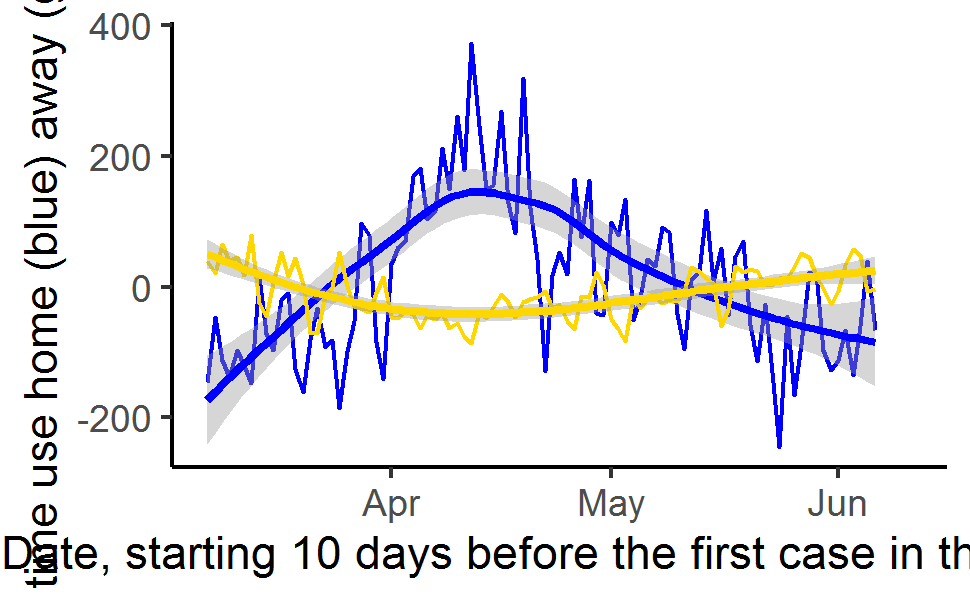 time use home (blue) away (
400
200
0
-200
Apr May Jun
Date, starting 10 days before the first case in th